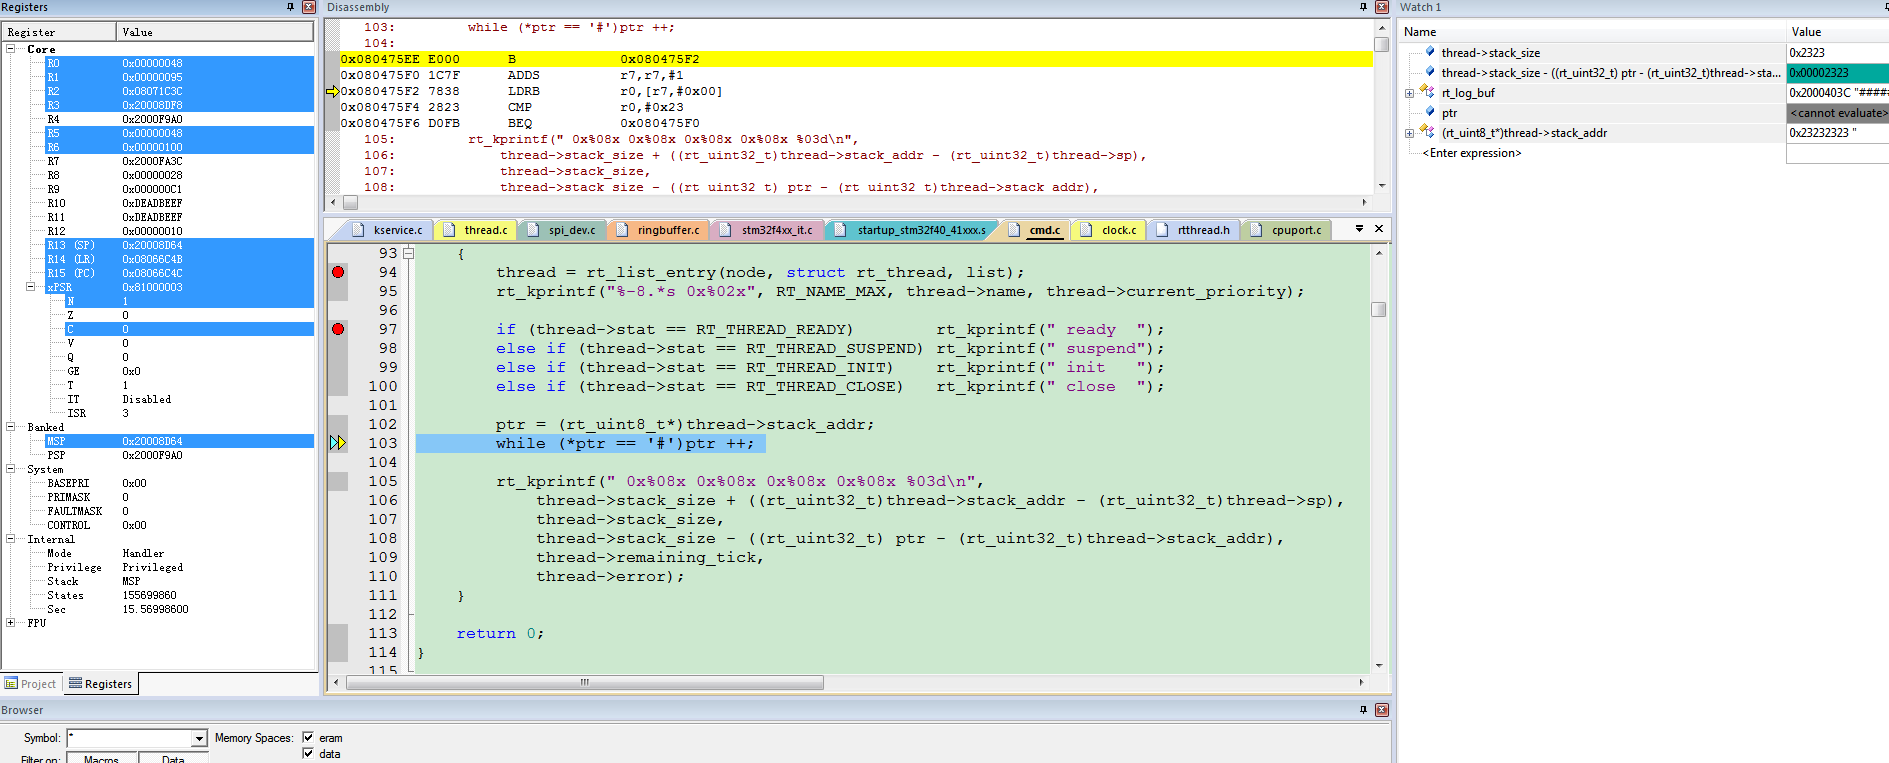 Registers
Register Value
Core
R0 0x00000048
R1 0x00000095
R2 0x08071C3C
R3 0x20008DF8
R4 0x2000F9A0
R5 0x00000048
R6 0x00000100
R7 0x2000FA3C
R8 0x00000028
R9 0x000000C1
R10 0xDEADBEEF
R11 0xDEADBEEF
R12 0x00000010
R13 (SP) 0x20008D64
R14 (LR) 0x08066C4B
R15 (PC) 0x08066C4C
xPSR 0x81000003
N 1
Z 0
C 0
V 0
Q 0
GE 0x0
T 1
IT Disabled
ISR 3
Banked
MSP 0x20008D64
PSP 0x2000F9A0
System
BASEPRI 0x00
PRIMASK 0
FAULTMASK 0
CONTROL 0x00
Internal
Mode Handler
Privilege Privileged
Stack MSP
States 155699860
Sec 15.56998600
FPU
Project Registers
Disassembly
103: while (*ptr == '#')ptr ++;
104:
0x080475EE E000 B 0x080475F2
0x080475F0 1C7F ADDS r7,r7,#1
0x080475F2 7838 LDRB r0,[r7,#0x00]
0x080475F4 2823 CMP r0,#0x23
0x080475F6 D0FB BEQ 0x080475F0
105: rt_kprintf(" 0x%08x 0x%08x 0x%08x 0x%08x %03d\n",
106: thread->stack_size + ((rt_uint32_t)thread->stack_addr - (rt_uint32_t)thread->sp),
107: thread->stack_size,
108: thread->stack size - ((rt uint32 t) ptr - (rt uint32 t)thread->stack addr),
kservice.c thread.c spi_dev.c ringbuffer.c stm32f4xx_it.c startup_stm32f40_41xxx.s cmd.c clock.c rtthread.h cpuport.c
93 {
94 thread = rt_list_entry(node, struct rt_thread, list);
95 rt_kprintf("%-8.*s 0x%02x", RT_NAME_MAX, thread->name, thread->current_priority);
96
97 if (thread->stat == RT_THREAD_READY) rt_kprintf(" ready ");
98 else if (thread->stat == RT_THREAD_SUSPEND) rt_kprintf(" suspend");
99 else if (thread->stat == RT_THREAD_INIT) rt_kprintf(" init ");
100 else if (thread->stat == RT_THREAD_CLOSE) rt_kprintf(" close ");
101
102 ptr = (rt_uint8_t*)thread->stack_addr;
103 while (*ptr == '#')ptr ++;
104
105 rt_kprintf(" 0x%08x 0x%08x 0x%08x 0x%08x %03d\n",
106 thread->stack_size + ((rt_uint32_t)thread->stack_addr - (rt_uint32_t)thread->sp),
107 thread->stack_size,
108 thread->stack_size - ((rt_uint32_t) ptr - (rt_uint32_t)thread->stack_addr),
109 thread->remaining_tick,
110 thread->error);
111 }
112
113 return 0;
114 }
115
Watch 1
Name Value
thread->stack_size 0x2323
thread->stack_size - ((rt_uint32_t) ptr - (rt_uint32_t)thread->sta... 0x00002323
rt_log_buf 0x2000403C "#####
ptr <cannot evaluate>
(rt_uint8_t*)thread->stack_addr 0x23232323 "
<Enter expression>
Browser
Symbol: * Memory Spaces: eram
data
Filter on: Macros Data